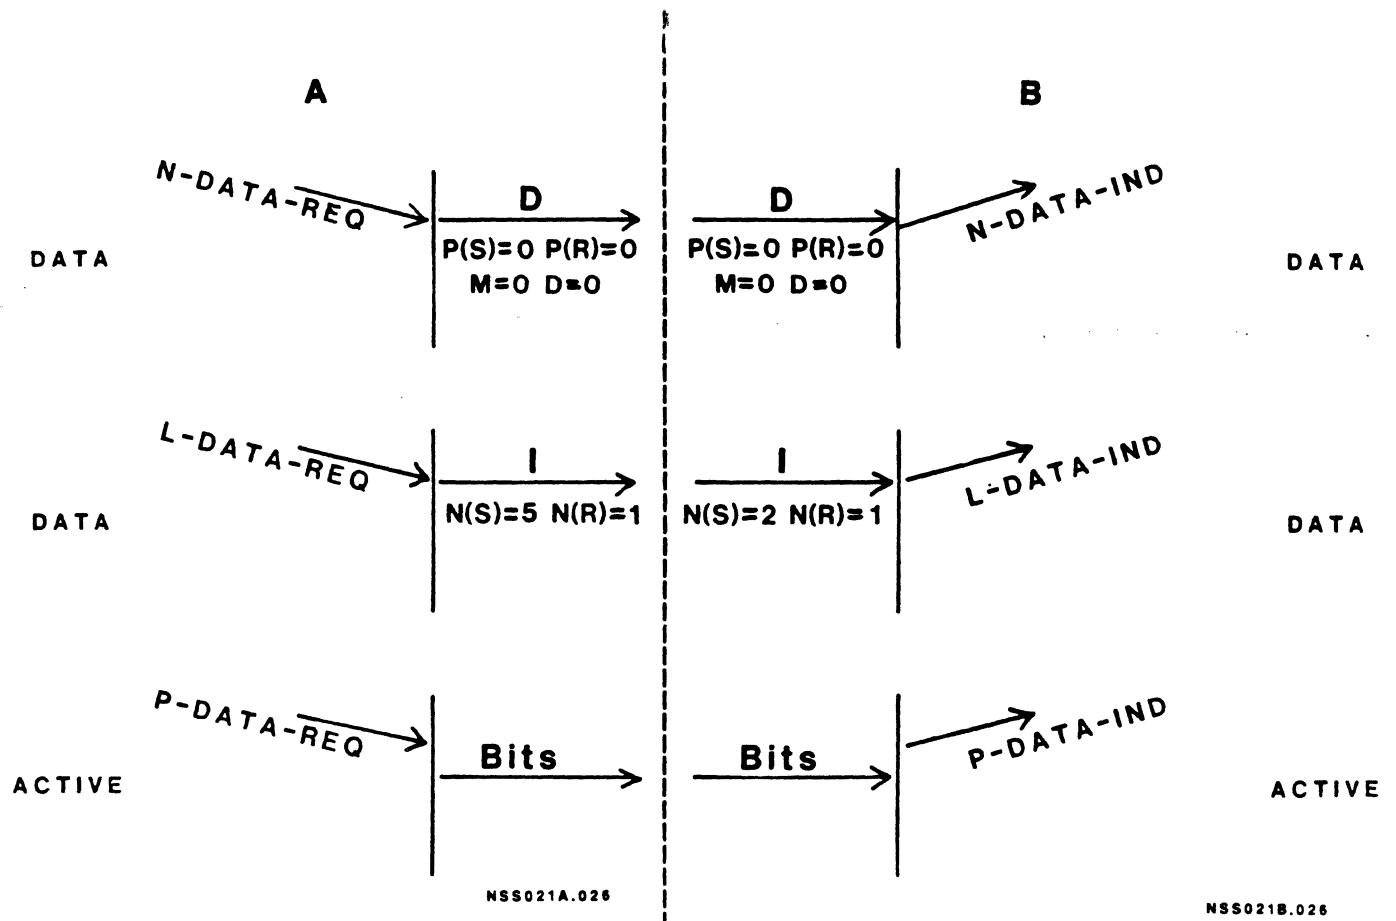 A
B
N-DATA-REQ
D
D
N-DATA-IND
P(S)=0 P(R)=0
P(S)=0 P(R)=0
DATA
DATA
M=0 D=0
M=0 D=0
L-DATA-REQ
I
I
L-DATA-IND
N(S)=5 N(R)=1
N(S)=2 N(R)=1
DATA
DATA
P-DATA-REQ
Bits
Bits
P-DATA-IND
ACTIVE
ACTIVE
NSS021A.026
NSS021B.026